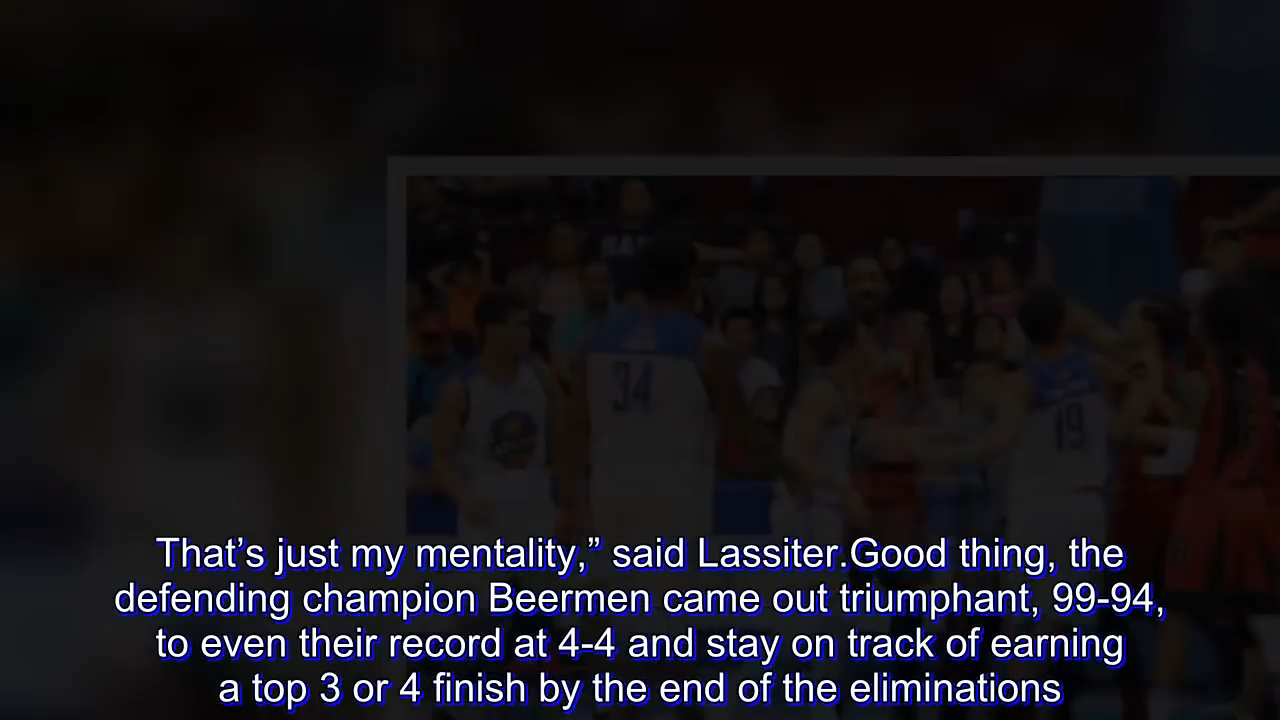 34
19
That’s just my mentality,” said Lassiter.Good thing, the
defending champion Beermen came out triumphant, 99-94,
to even their record at 4-4 and stay on track of earning
a top 3 or 4 finish by the end of the eliminations